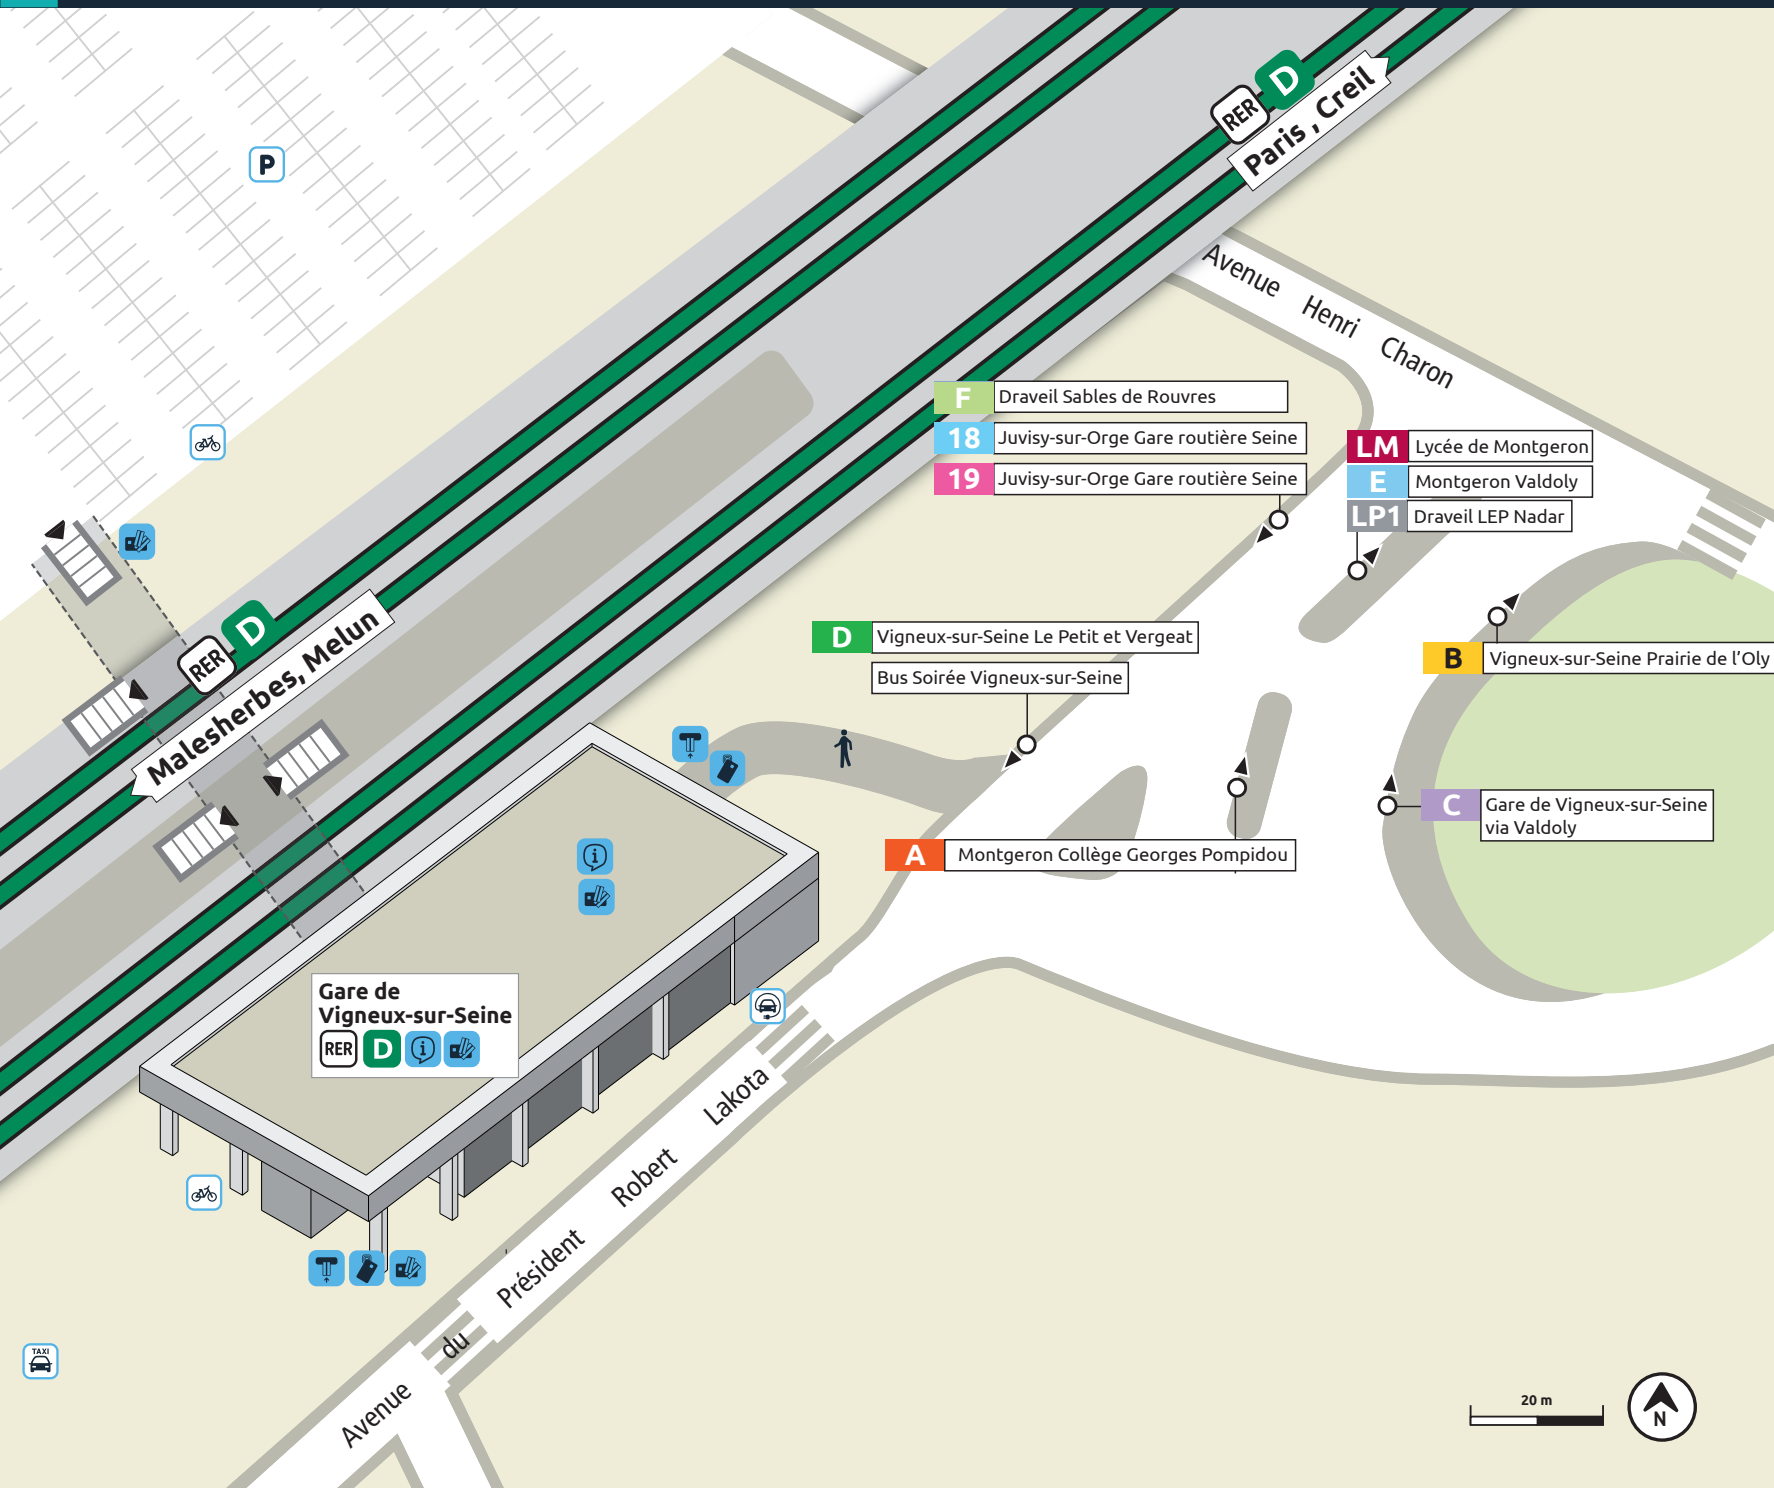 D
RER
Paris , Creil
P
Avenue Henri Charon
F Draveil Sables de Rouvres
18 Juvisy-sur-Orge Gare routière Seine
19 Juvisy-sur-Orge Gare routière Seine
LM Lycée de Montgeron
E Montgeron Valdoly
LP1 Draveil LEP Nadar
D
RER
Malesherbes, Melun
D Vigneux-sur-Seine Le Petit et Vergeat
Bus Soirée Vigneux-sur-Seine
B Vigneux-sur-Seine Prairie de l’Oly
C Gare de Vigneux-sur-Seine
via Valdoly
A Montgeron Collège Georges Pompidou
i
Gare de
Vigneux-sur-Seine
RER D i
Avenue du Président Robert Lakota
TAXI
20 m
N